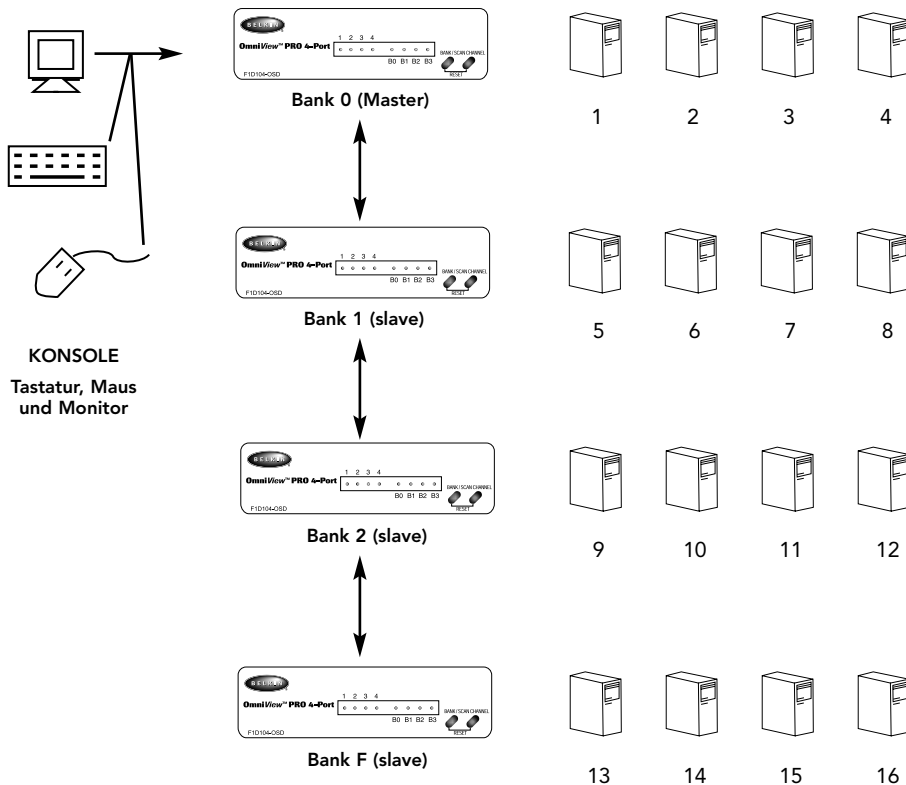 BELKIN
1 2 3 4
OmniView™ PRO 4-Port
BANK / SCAN CHANNEL
B0 B1 B2 B3
RESET
F1D104-OSD
Bank 0 (Master)
1 2 3 4
BELKIN
1 2 3 4
OmniView™ PRO 4-Port
BANK / SCAN CHANNEL
B0 B1 B2 B3
RESET
F1D104-OSD
Bank 1 (slave)
5 6 7 8
KONSOLE
Tastatur, Maus
und Monitor
BELKIN
1 2 3 4
OmniView™ PRO 4-Port
BANK / SCAN CHANNEL
B0 B1 B2 B3
RESET
F1D104-OSD
Bank 2 (slave)
9 10 11 12
BELKIN
1 2 3 4
OmniView™ PRO 4-Port
BANK / SCAN CHANNEL
B0 B1 B2 B3
RESET
F1D104-OSD
Bank F (slave)
13 14 15 16